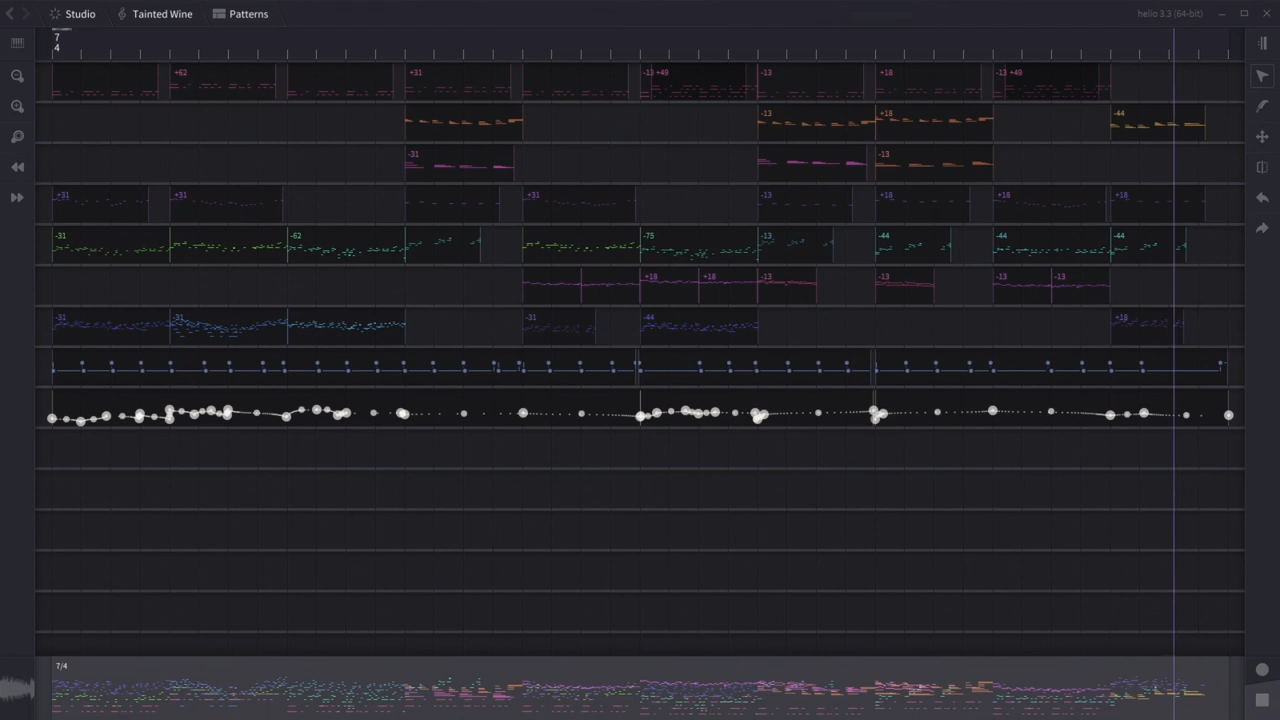 Studio Tainted Wine Patterns hello 3.3 (64-bit)
7
4
+62 +31 -13 +49 -13 +18 -13 +49
-13 +18 -44
-31 -13
+31 +31 +31 -13 +18 +18 +18
-31 -62 -75 -13 -44 -44 -44
+18 +18 -13 -13 -13 -13
-31 -31 -31 -44 +18
7/4